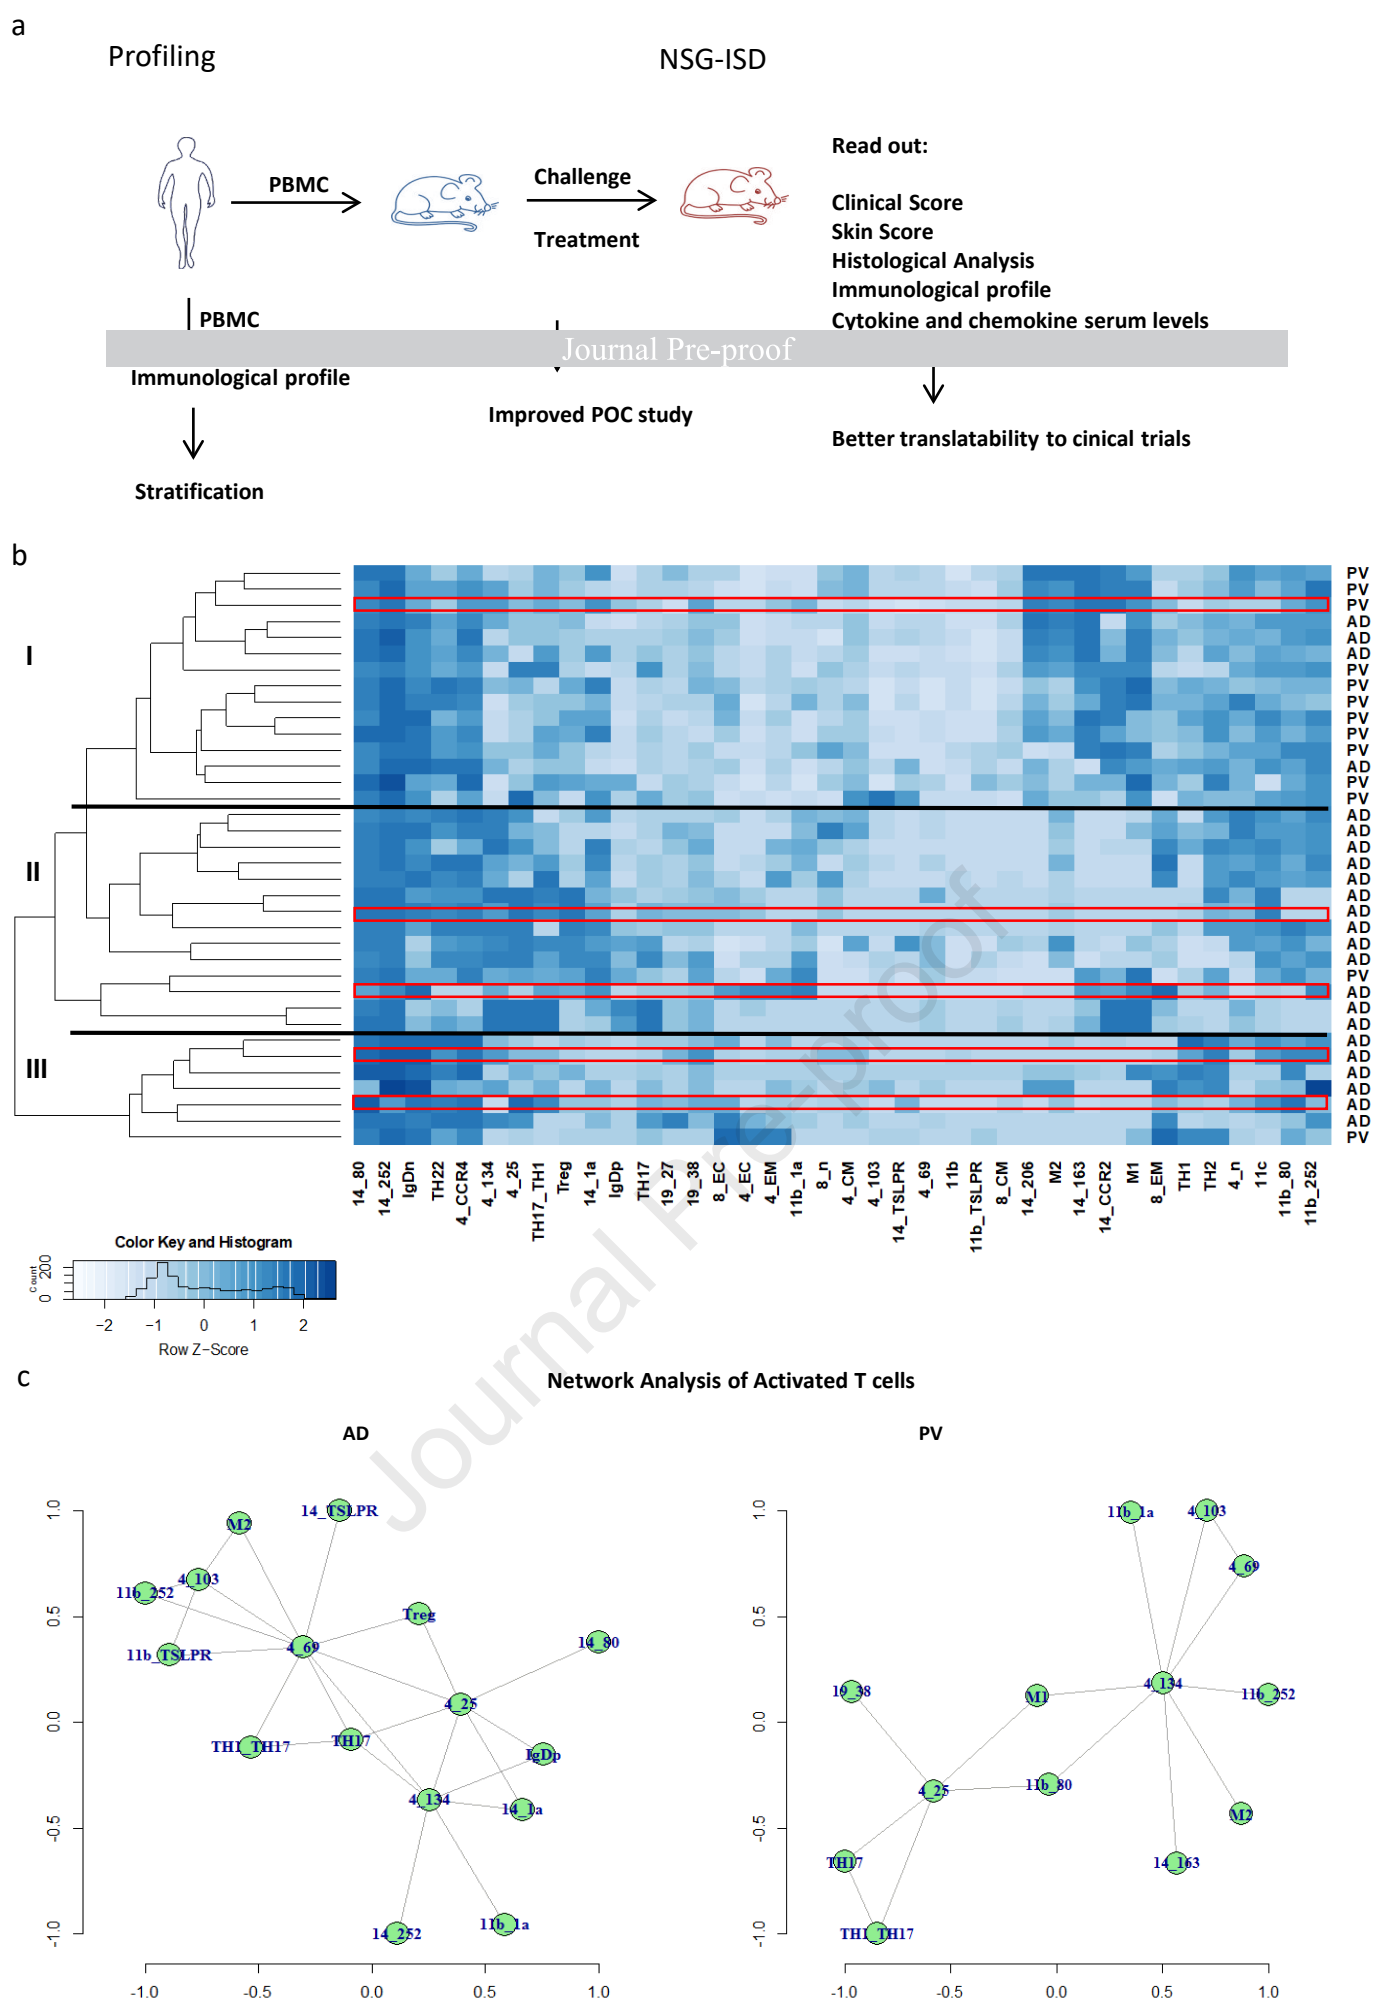 a
Profiling
NSG-ISD
PBMC
Challenge
Treatment
Read out:
Clinical Score
Skin Score
Histological Analysis
Immunological profile
Cytokine and chemokine serum levels
PBMC
Journal Pre-proof
Immunological profile
Improved POC study
Better translatability to cinical trials
Stratification
b
I
II
III
PV
PV
PV
AD
AD
AD
PV
PV
PV
PV
PV
PV
AD
PV
PV
AD
AD
AD
AD
AD
AD
AD
AD
AD
AD
PV
AD
AD
AD
AD
AD
AD
AD
AD
AD
PV
14_80
14_252
IgDn
TH22
4_CCR4
4_134
4_25
TH17_TH1
Treg
14_1a
IgDp
TH17
19_27
19_38
8_EC
4_EC
4_EM
11b_1a
8_n
4_CM
4_103
14_TSLPR
4_69
11b
11b_TSLPR
8_CM
14_206
M2
14_163
14_CCR2
M1
8_EM
TH1
TH2
4_n
11c
11b_80
11b_252
Color Key and Histogram
Count
0 200
−2 −1 0 1 2
Row Z−Score
Journal Pre-proof
c
Network Analysis of Activated T cells
AD
1.0
0.5
0.0
-0.5
-1.0
14_TSLPR
M2
4_103
11b_252
Treg
11b_TSLPR
4_69
14_80
4_25
TH1_TH17
TH17
IgDp
4_134
14_1a
14_252
11b_1a
-1.0 -0.5 0.0 0.5 1.0
PV
1.0
0.5
0.0
-0.5
-1.0
11b_1a
4_103
4_69
19_38
M1
4_134
11b_252
4_25
11b_80
M2
TH17
14_163
TH1_TH17
-1.0 -0.5 0.0 0.5 1.0